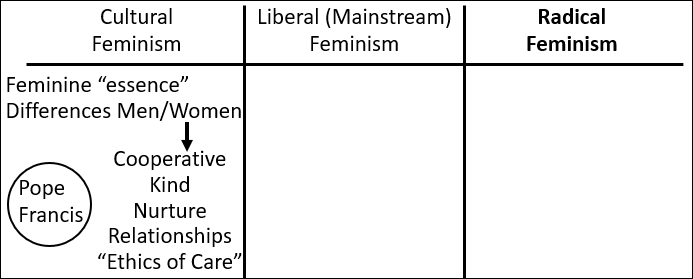 Cultural
Feminism
Liberal (Mainstream)
Feminism
Radical
Feminism
Feminine “essence”
Differences Men/Women
Cooperative
Kind
Nurture
Relationships
“Ethics of Care”
Pope
Francis